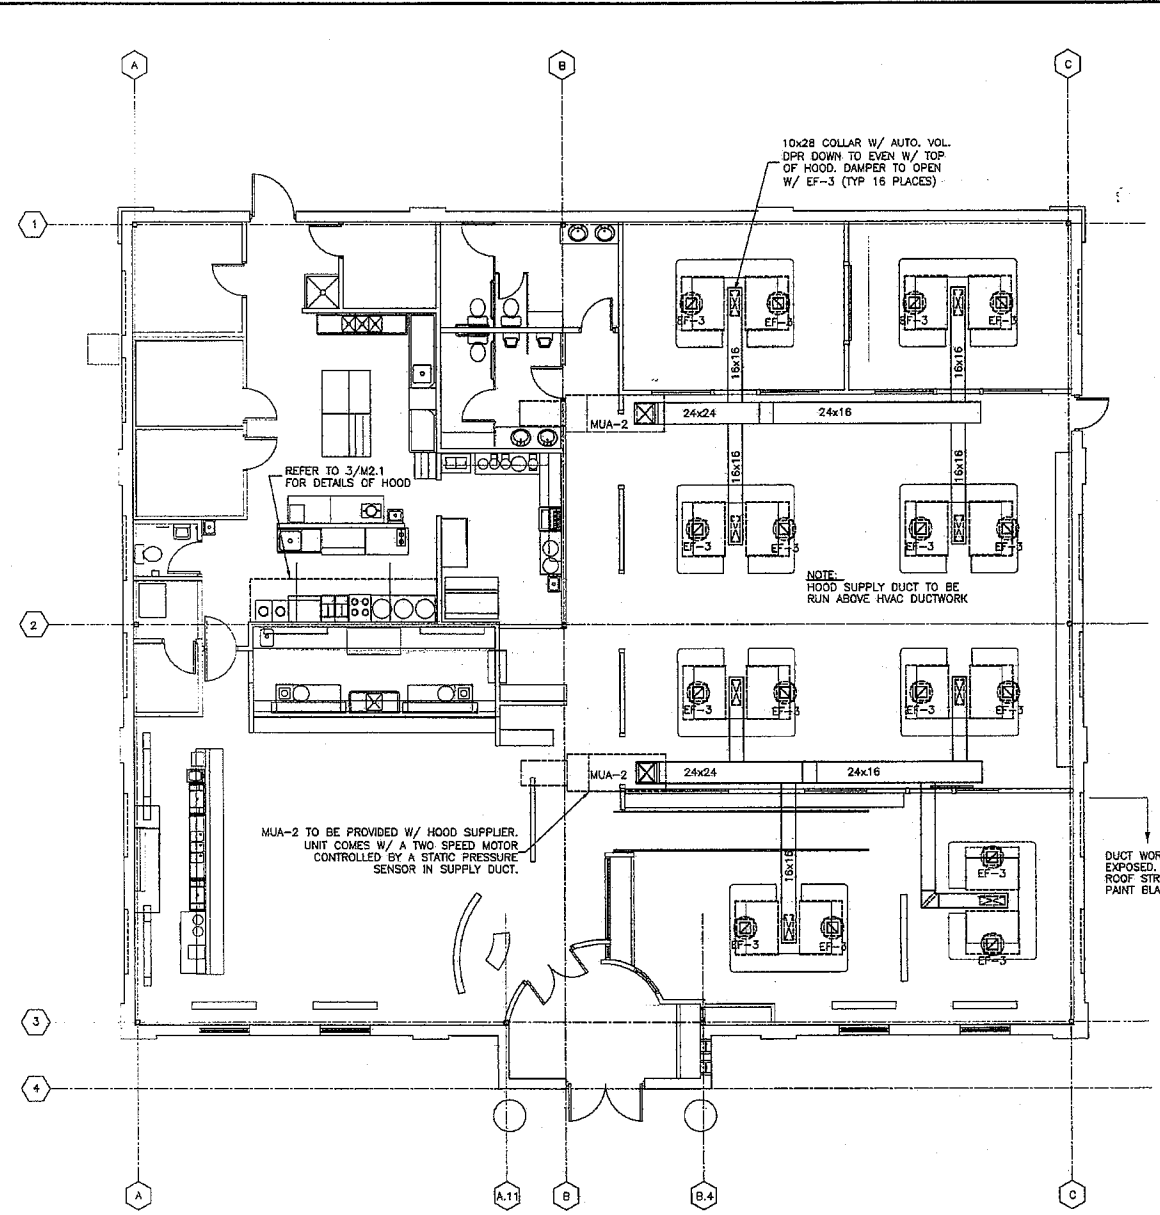 A
B
C
10x28 COLLAR W/ AUTO. VOL.
DPR DOWN TO EVEN W/ TOP
OF HOOD. DAMPER TO OPEN
W/ EF-3 (TYP 16 PLACES)
1
EF-3
EF-3
EF-3
EF-3
16x16
16x16
MUA-2
24x24
24x16
16x16
16x16
REFER TO 3/M2.1
FOR DETAILS OF HOOD
EF-3
EF-3
EF-3
EF-3
NOTE:
HOOD SUPPLY DUCT TO BE
RUN ABOVE HVAC DUCTWORK
2
EF-3
EF-3
EF-3
EF-3
MUA-2
24x24
24x16
MUA-2 TO BE PROVIDED W/ HOOD SUPPLIER.
UNIT COMES W/ A TWO SPEED MOTOR
CONTROLLED BY A STATIC PRESSURE
SENSOR IN SUPPLY DUCT.
16x16
DUCT WOR
EXPOSED.
ROOF STR
PAINT BLA
EF-3
EF-3
EF-3
EF-3
3
4
A
A.11
B
B.4
C